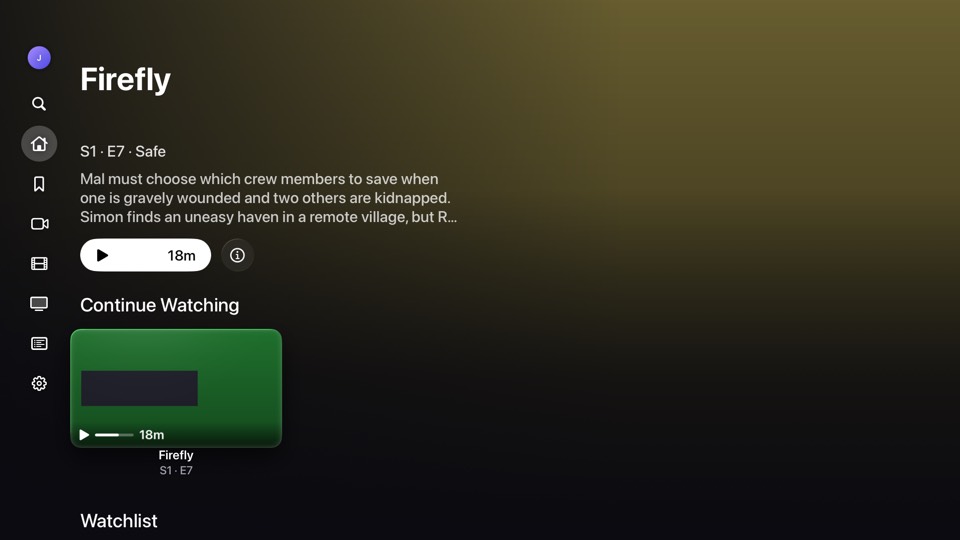 J
Firefly
S1 · E7 · Safe
Mal must choose which crew members to save when
one is gravely wounded and two others are kidnapped.
Simon finds an uneasy haven in a remote village, but R...
18m
Continue Watching
18m
Firefly
S1 · E7
Watchlist